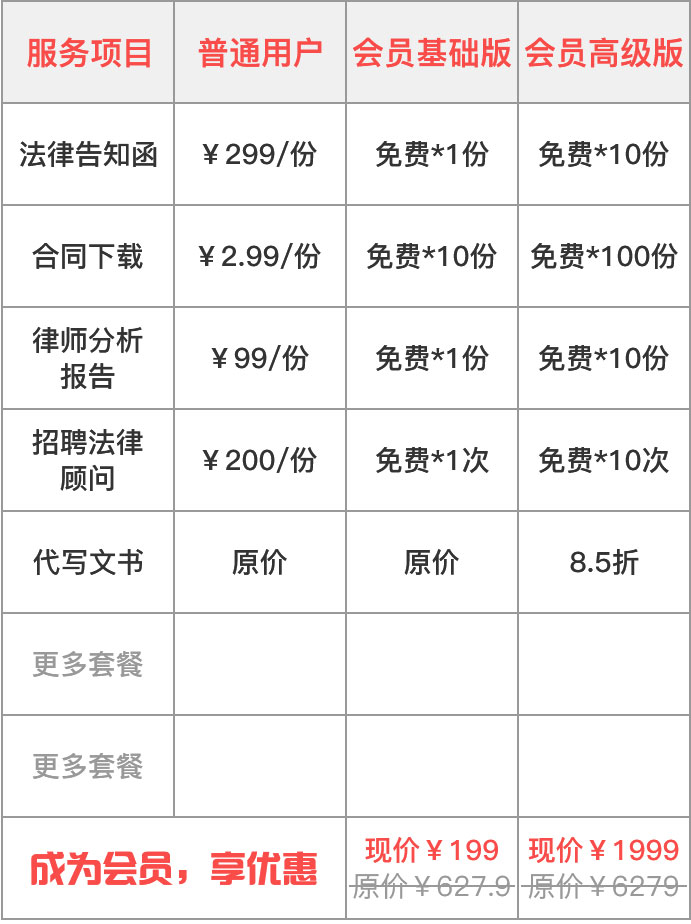 服务项目 普通用户 会员基础版 会员高级版
法律告知函 ￥299/份 免费*1份 免费*10份
合同下载 ￥2.99/份 免费*10份 免费*100份
律师分析
报告 ￥99/份 免费*1份 免费*10份
招聘法律
顾问 ￥200/份 免费*1次 免费*10次
代写文书 原价 原价 8.5折
更多套餐
更多套餐
成为会员，享优惠 现价￥199 现价￥1999
原价￥627.9 原价￥6279